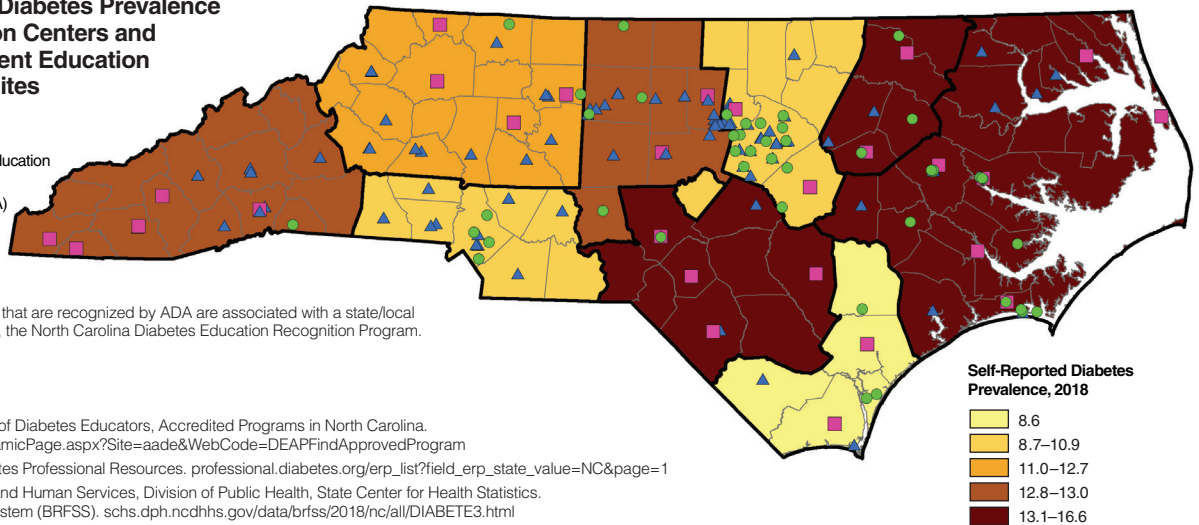 Diabetes Prevalence
on Centers and
ent Education
ites
ducation
A)
that are recognized by ADA are associated with a state/local
, the North Carolina Diabetes Education Recognition Program.
of Diabetes Educators, Accredited Programs in North Carolina.
amicPage.aspx?Site=aade&WebCode=DEAPFindApprovedProgram
tes Professional Resources. professional.diabetes.org/erp_list?field_erp_state_value=NC&page=1
and Human Services, Division of Public Health, State Center for Health Statistics.
stem (BRFSS). schs.dph.ncdhhs.gov/data/brfss/2018/nc/all/DIABETE3.html
Self-Reported Diabetes
Prevalence, 2018
8.6
8.7–10.9
11.0–12.7
12.8–13.0
13.1–16.6